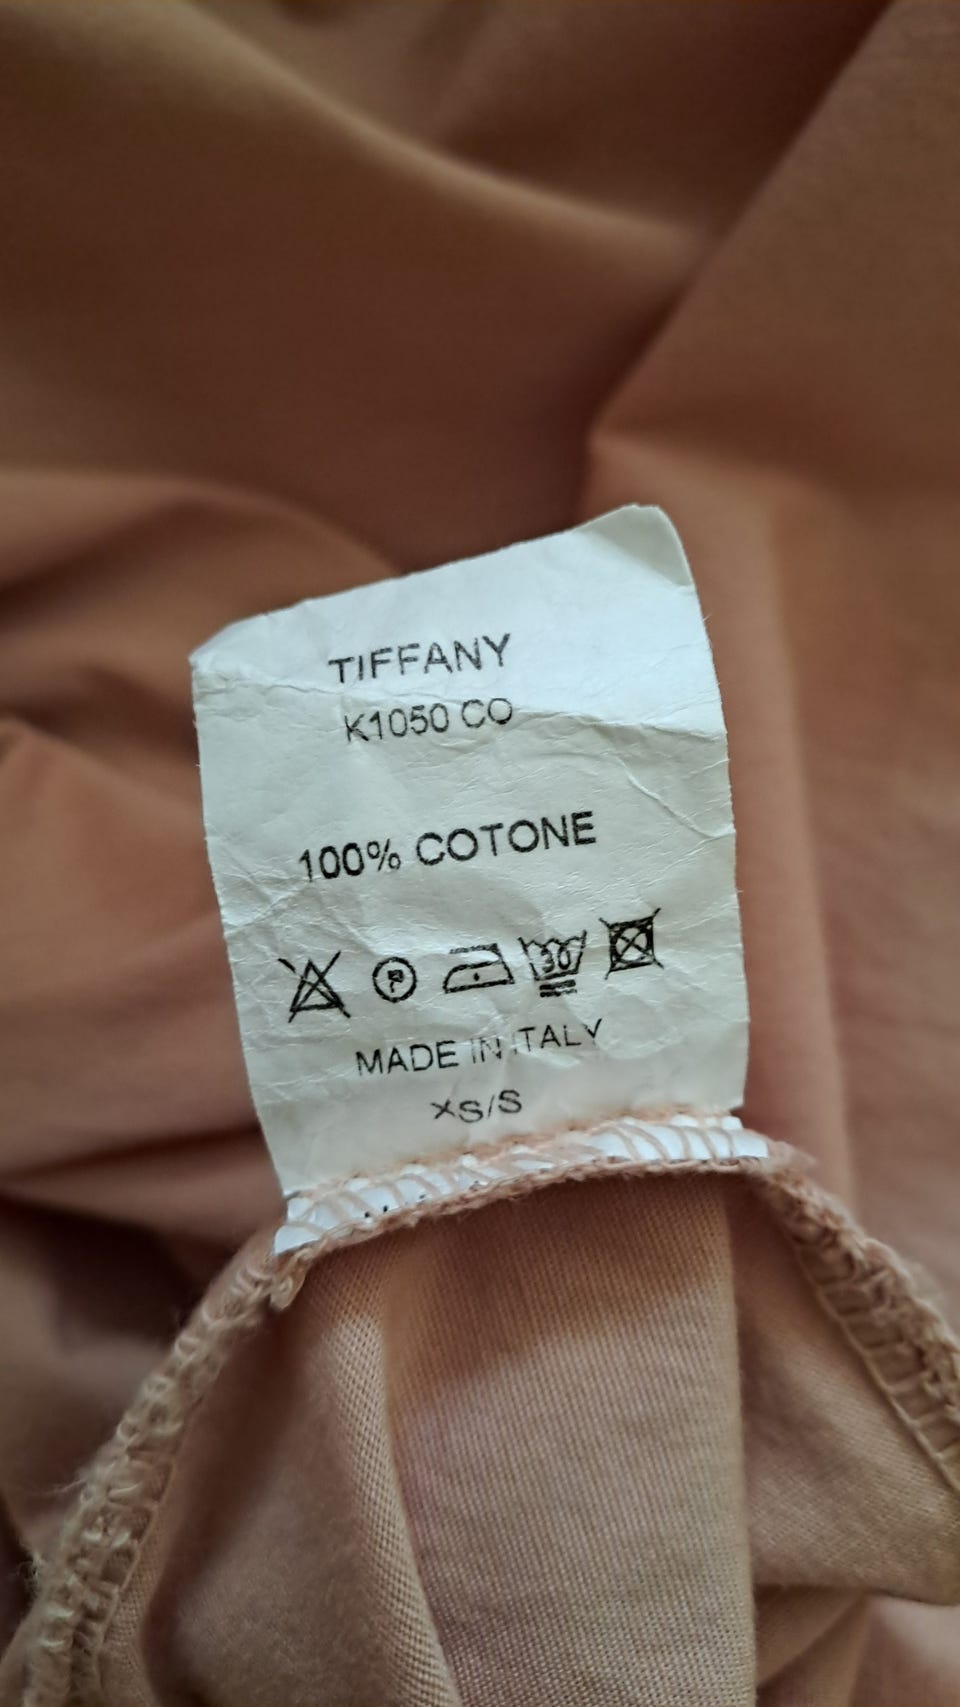 TIFFANY
K1050 CO
100% COTONE
P
30
MADE IN ITALY
XS/S